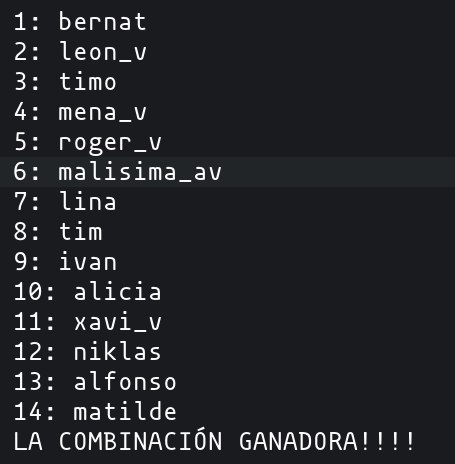 1: bernat
2: leon_v
3: timo
4: mena_v
5: roger_v
6: malisima_av
7: lina
8: tim
9: ivan
10: alicia
11: xavi_v
12: niklas
13: alfonso
14: matilde
LA COMBINACIÓN GANADORA!!!!